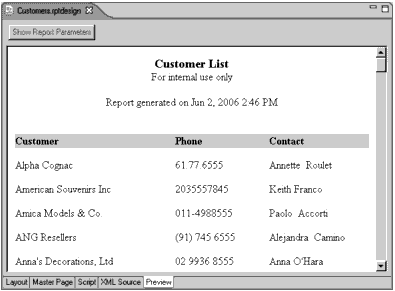 Customers.rptdesign
Show Report Parameters
Customer List
For internal use only
Report generated on Jun 2, 2006 2:46 PM
Customer Phone Contact
Alpha Cognac 61.77.6555 Annette Roulet
American Souvenirs Inc 2035557845 Keith Franco
Amica Models & Co. 011-4988555 Paolo Accorti
ANG Resellers (91) 745 6555 Alejandra Camino
Anna's Decorations, Ltd 02 9936 8555 Anna O'Hara
Layout Master Page Script XML Source Preview